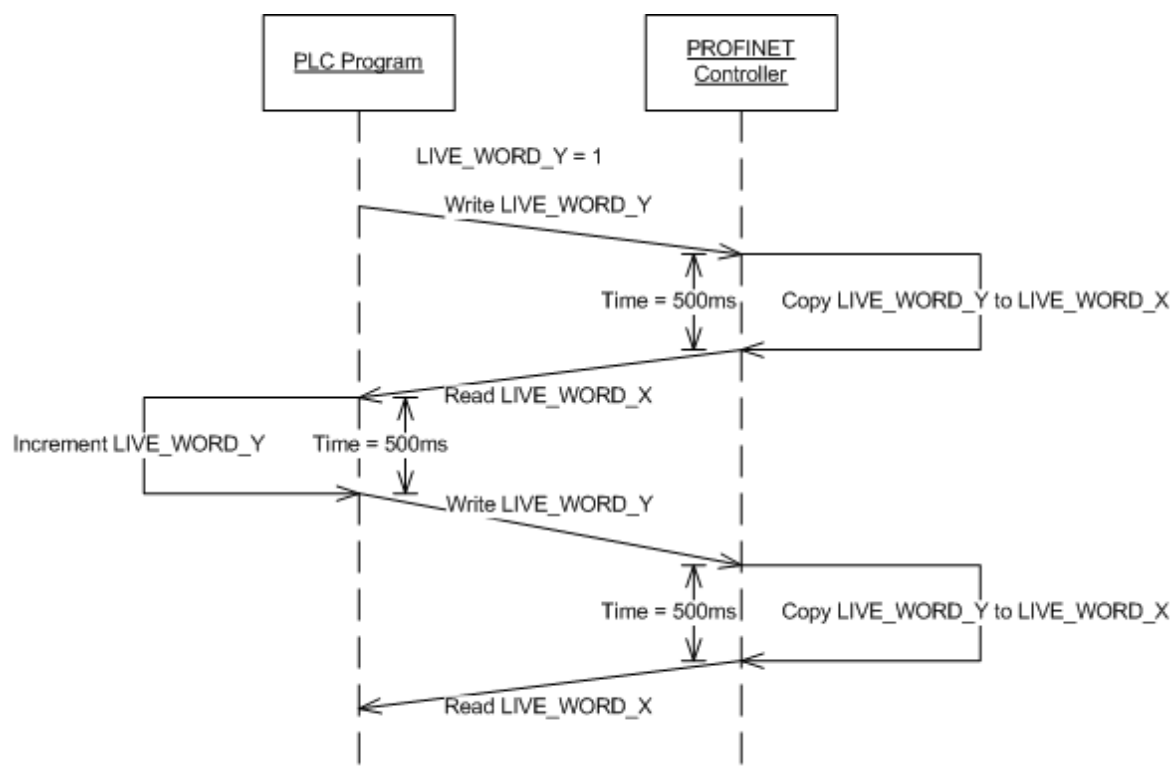 PLC Program
PROFINET
Controller
LIVE_WORD_Y = 1
Write LIVE_WORD_Y
Time = 500ms
Copy LIVE_WORD_Y to LIVE_WORD_X
Read LIVE_WORD_X
Increment LIVE_WORD_Y
Time = 500ms
Write LIVE_WORD_Y
Time = 500ms
Copy LIVE_WORD_Y to LIVE_WORD_X
Read LIVE_WORD_X